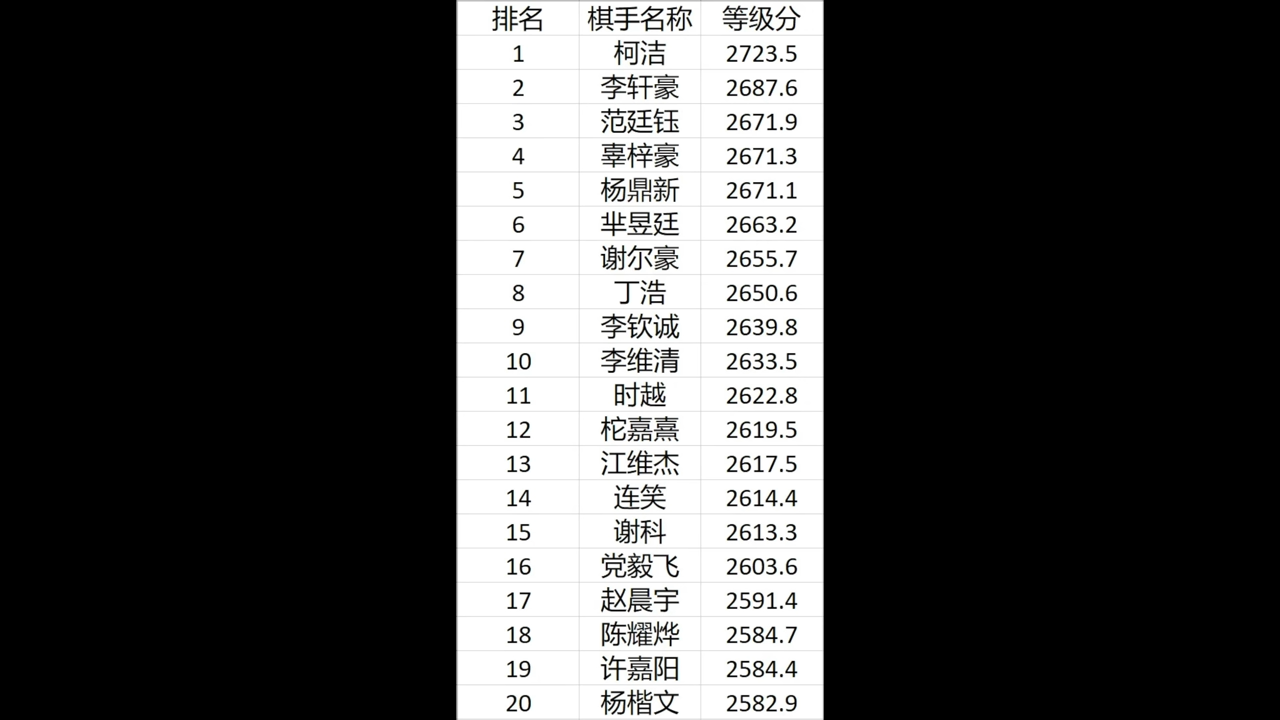 排名 棋手名称 等级分
1 柯洁 2723.5
2 李轩豪 2687.6
3 范廷钰 2671.9
4 辜梓豪 2671.3
5 杨鼎新 2671.1
6 芈昱廷 2663.2
7 谢尔豪 2655.7
8 丁浩 2650.6
9 李钦诚 2639.8
10 李维清 2633.5
11 时越 2622.8
12 柁嘉熹 2619.5
13 江维杰 2617.5
14 连笑 2614.4
15 谢科 2613.3
16 党毅飞 2603.6
17 赵晨宇 2591.4
18 陈耀烨 2584.7
19 许嘉阳 2584.4
20 杨楷文 2582.9